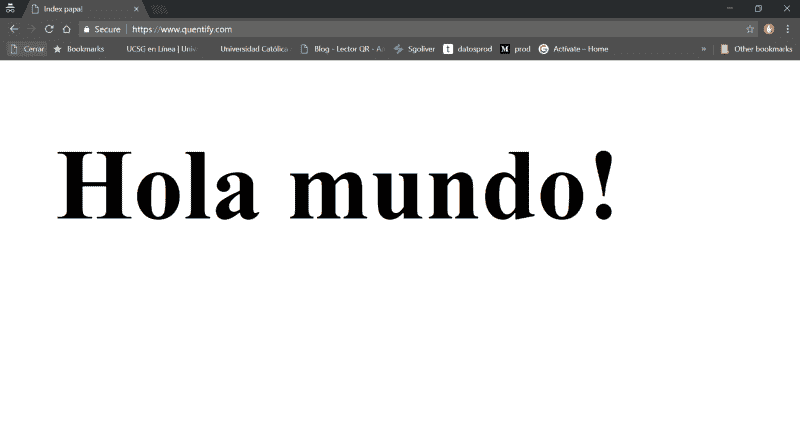 Index papal
Secure
https://www.quentify.com
Cerrar
Bookmarks
UCSG en Línea | Univ
Universidad Católica
Blog - Lector QR - A
Sgoliver
t datosprod
M prod
G Activate – Home
»
Other bookmarks
Hola mundo!